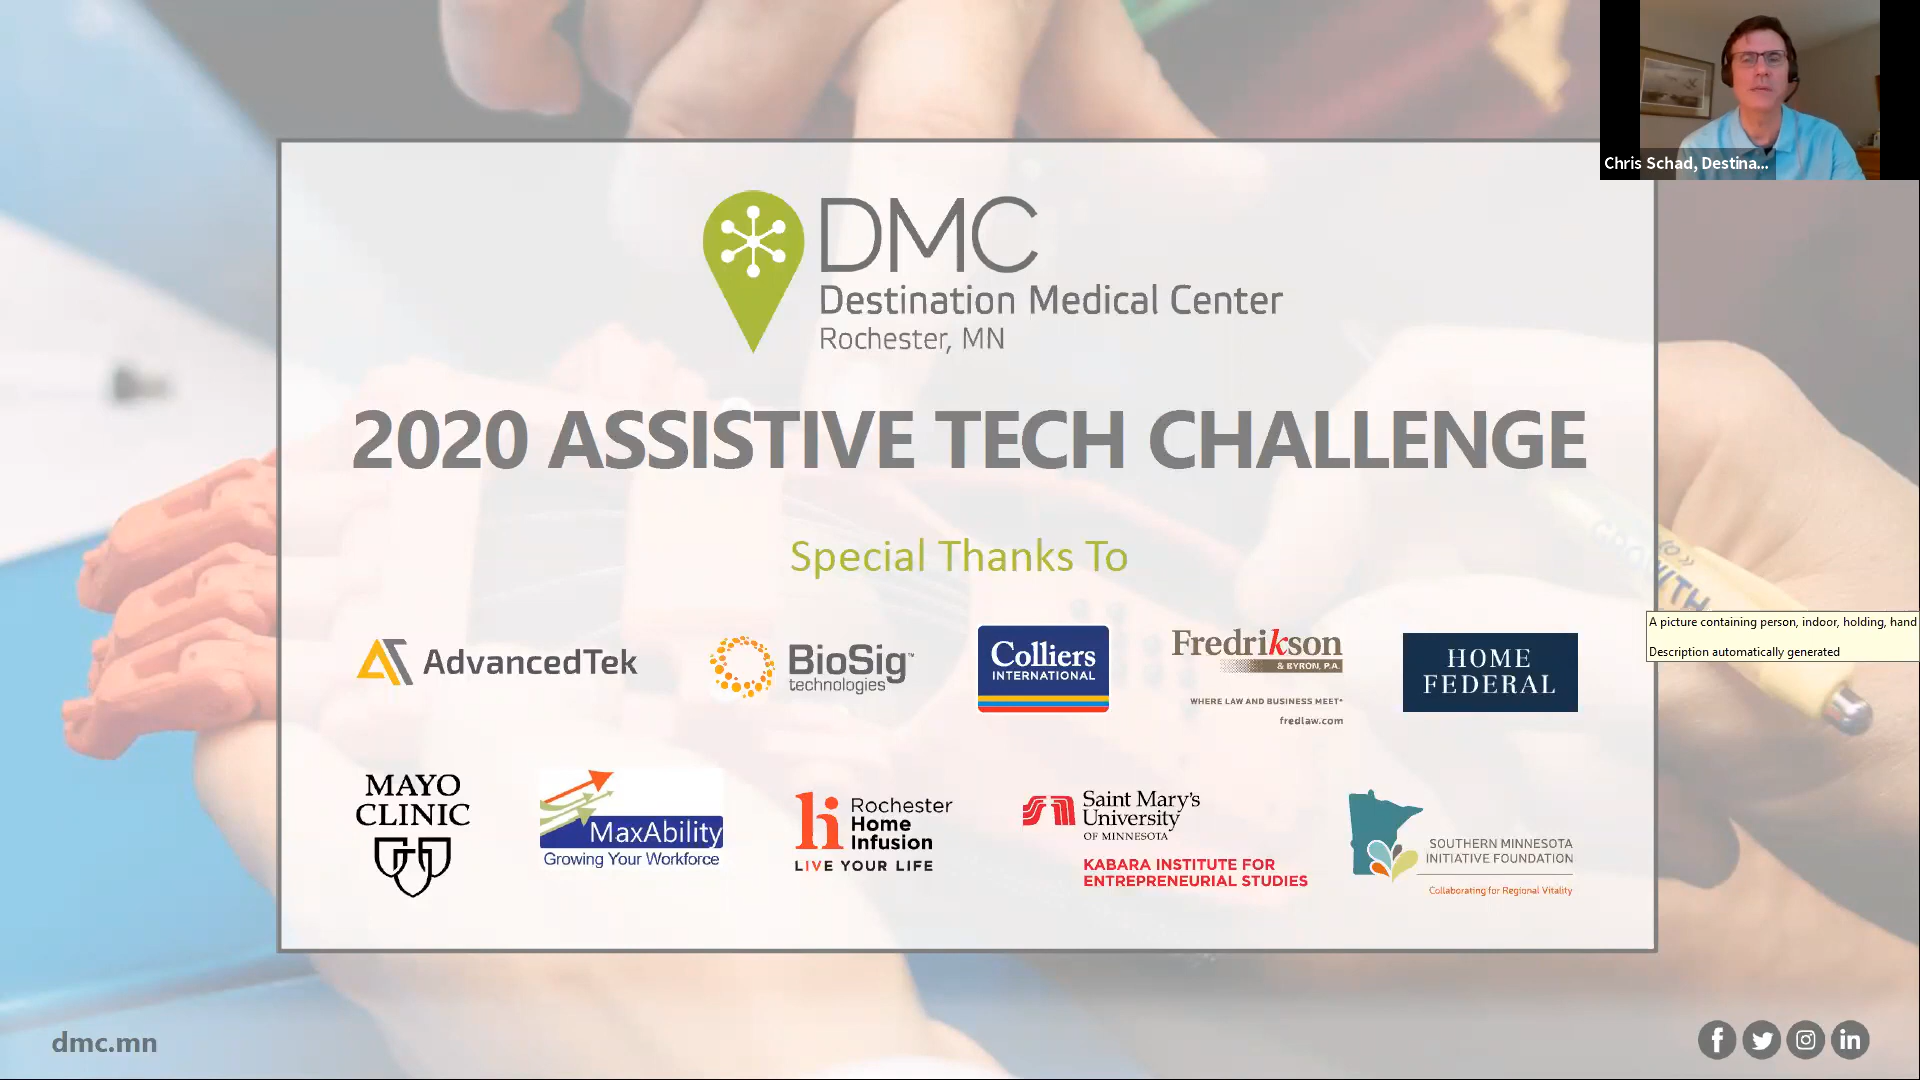 Chris Schad, Destina...
DMC
Destination Medical Center
Rochester, MN
2020 ASSISTIVE TECH CHALLENGE
Special Thanks To
AdvancedTek
BioSig™
technologies
Colliers
INTERNATIONAL
Fredrikson
& BYRON, P.A.
WHERE LAW AND BUSINESS MEET®
fredlaw.com
HOME
FEDERAL
A picture containing person, indoor, holding, hand
Description automatically generated
MAYO
CLINIC
MaxAbility
Growing Your Workforce
hi Rochester
Home
Infusion
LIVE YOUR LIFE
Saint Mary's
University
OF MINNESOTA
KABARA INSTITUTE FOR
ENTREPRENEURIAL STUDIES
SOUTHERN MINNESOTA
INITIATIVE FOUNDATION
Collaborating for Regional Vitality
dmc.mn